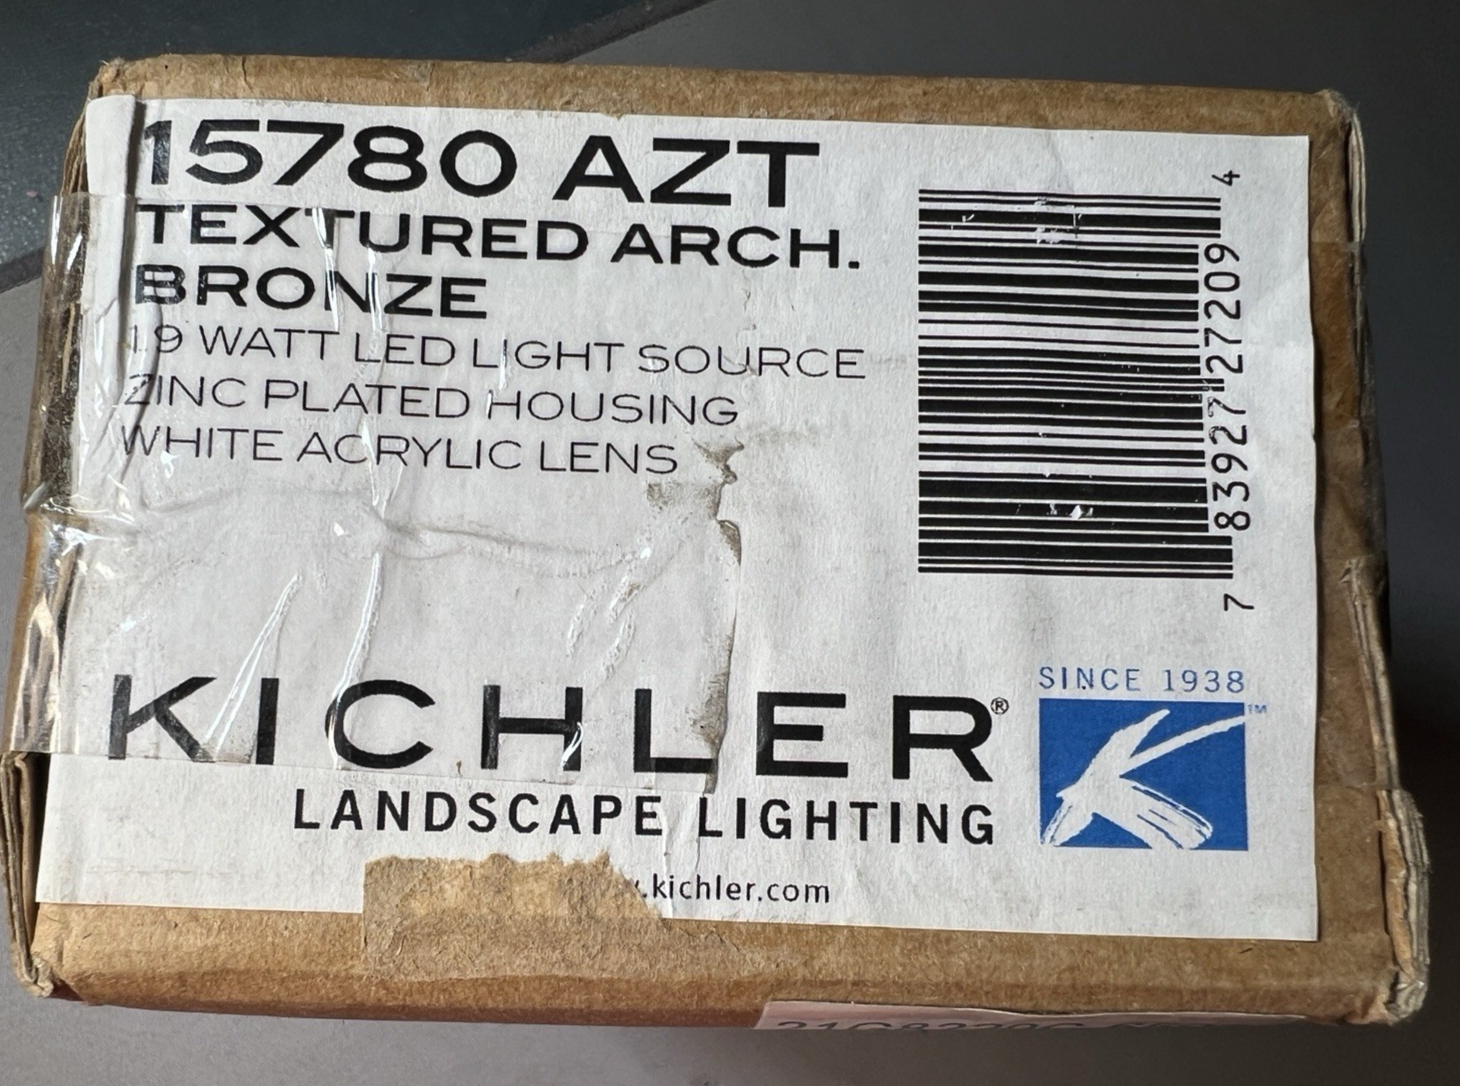 15780 AZT
TEXTURED ARCH.
BRONZE
1.9 WATT LED LIGHT SOURCE
ZINC PLATED HOUSING
WHITE ACRYLIC LENS
7 83927 27209 4
SINCE 1938
KICHLER®
TM
LANDSCAPE LIGHTING
.kichler.com